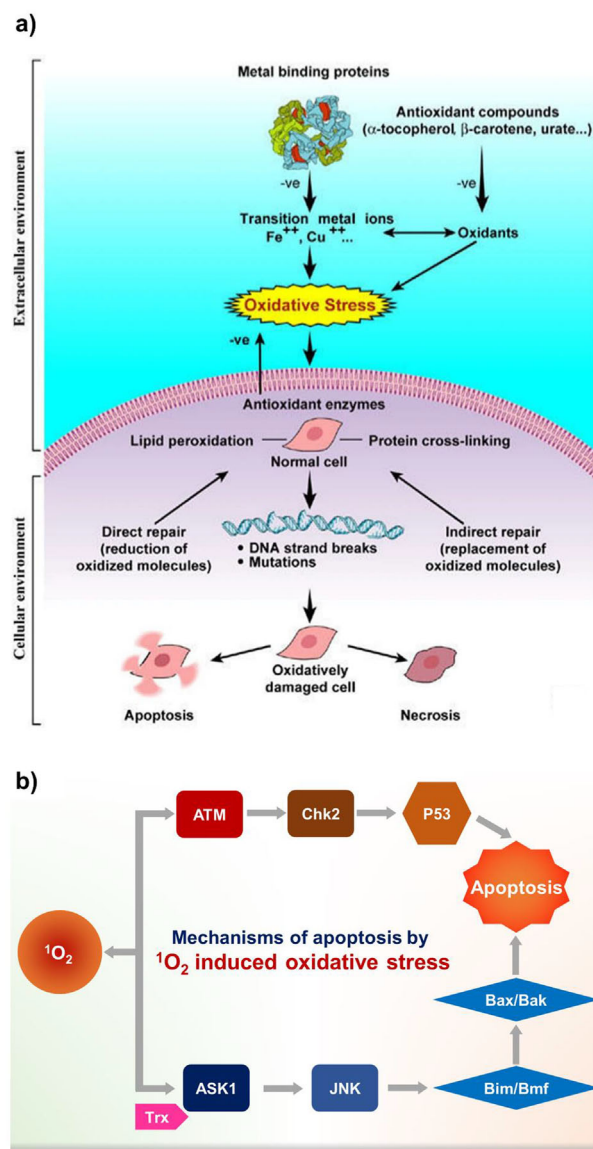 a)
Metal binding proteins
Antioxidant compounds
(α-tocopherol, β-carotene, urate...)
-ve
-ve
Transition metal ions
Fe++, Cu++...
Oxidants
Oxidative Stress
-ve
Antioxidant enzymes
Lipid peroxidation
Protein cross-linking
Normal cell
Direct repair
(reduction of
oxidized molecules)
• DNA strand breaks
• Mutations
Indirect repair
(replacement of
oxidized molecules)
Oxidatively
damaged cell
Apoptosis
Necrosis
Extracellular environment
Cellular environment
b)
ATM
Chk2
P53
Apoptosis
¹O₂
Mechanisms of apoptosis by
¹O₂ induced oxidative stress
Bax/Bak
ASK1
JNK
Bim/Bmf
Trx